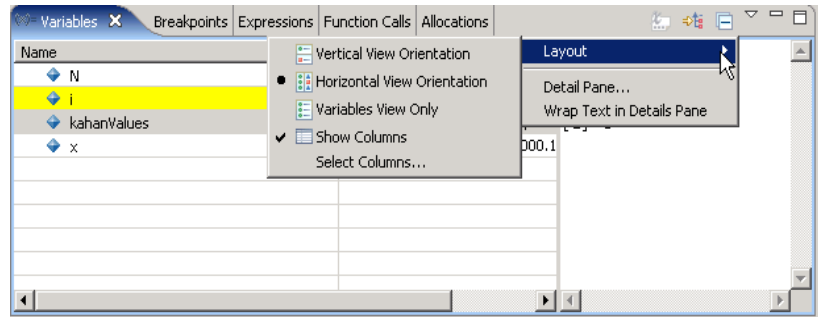 Variables Breakpoints Expressions Function Calls Allocations
Name
N
i
kahanValues
x
000.1
Vertical View Orientation
Horizontal View Orientation
Variables View Only
Show Columns
Select Columns...
Layout
Detail Pane...
Wrap Text in Details Pane